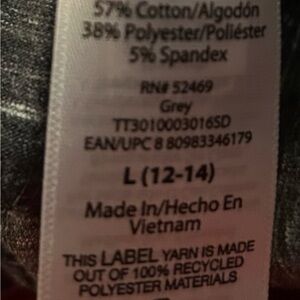 57% Cotton/Algodón
38% Polyester/Poliéster
5% Spandex
RN# 52469
Grey
TT3010003016SD
EAN/UPC 8 80983346179
L (12-14)
Made In/Hecho En
Vietnam
THIS LABEL YARN IS MADE
OUT OF 100% RECYCLED
POLYESTER MATERIALS